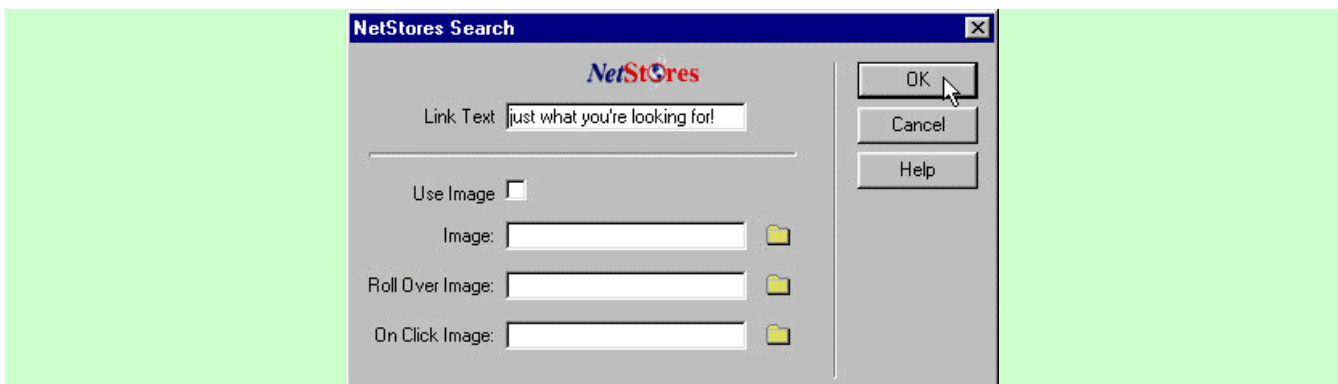 NetStores Search
NetStores
Link Text just what you're looking for!
OK
Cancel
Help
Use Image
Image:
Roll Over Image:
On Click Image: